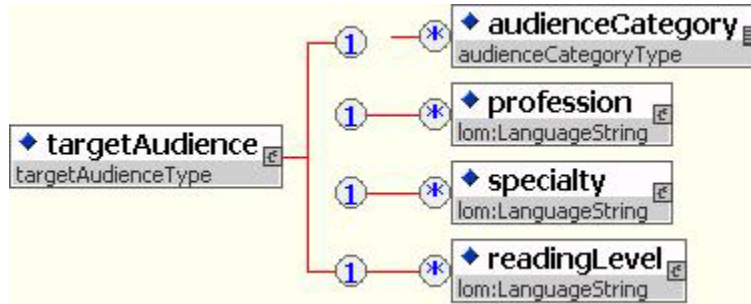 1 * audienceCategory
audienceCategoryType
1 * profession
lom:LanguageString
targetAudience
targetAudienceType
1 * specialty
lom:LanguageString
1 * readingLevel
lom:LanguageString